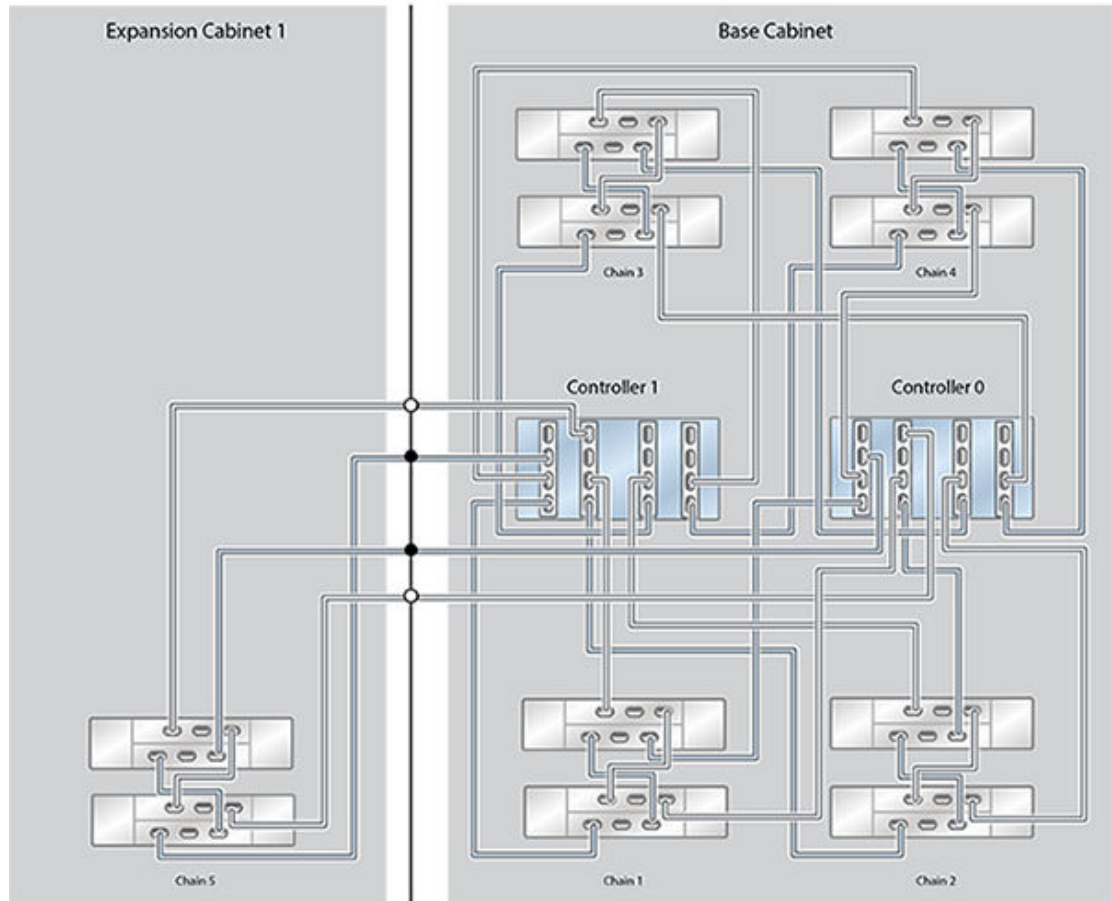 Expansion Cabinet 1
Base Cabinet
Chain 3
Chain 4
Controller 1
Controller 0
Chain 5
Chain 1
Chain 2